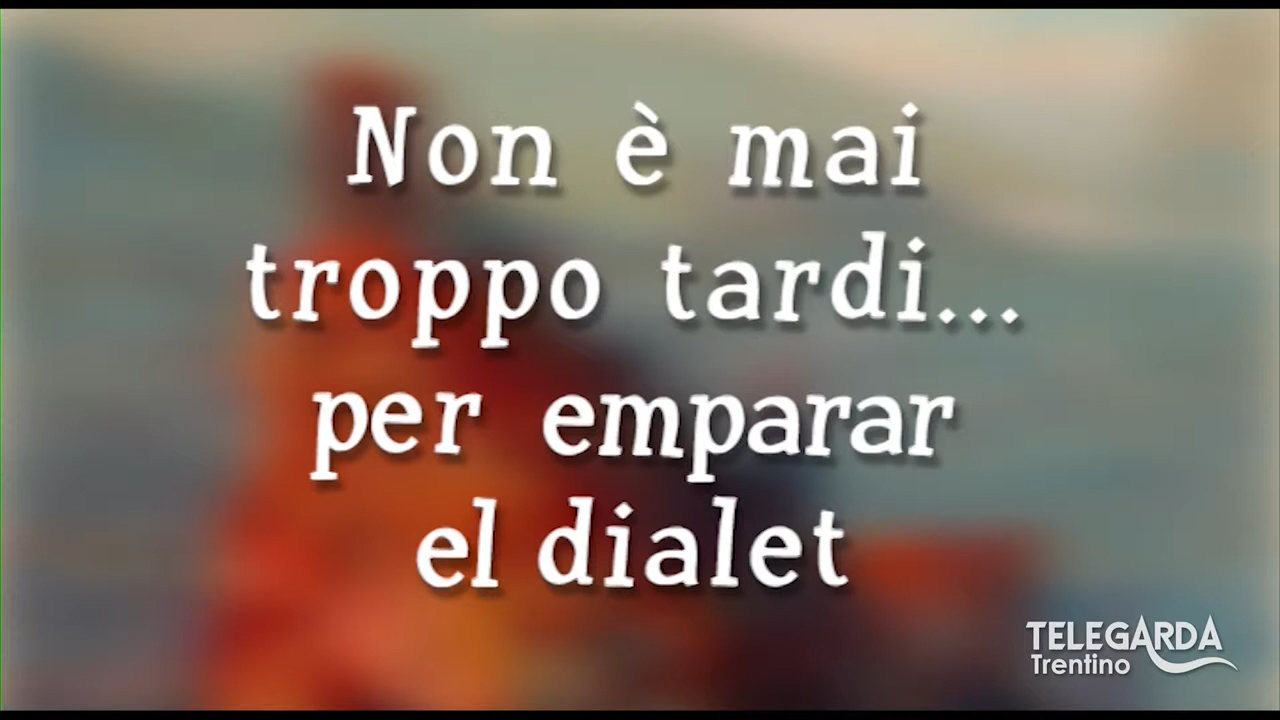 Non è mai
troppo tardi...
per emparar
el dialet
TELEGARDA
Trentino